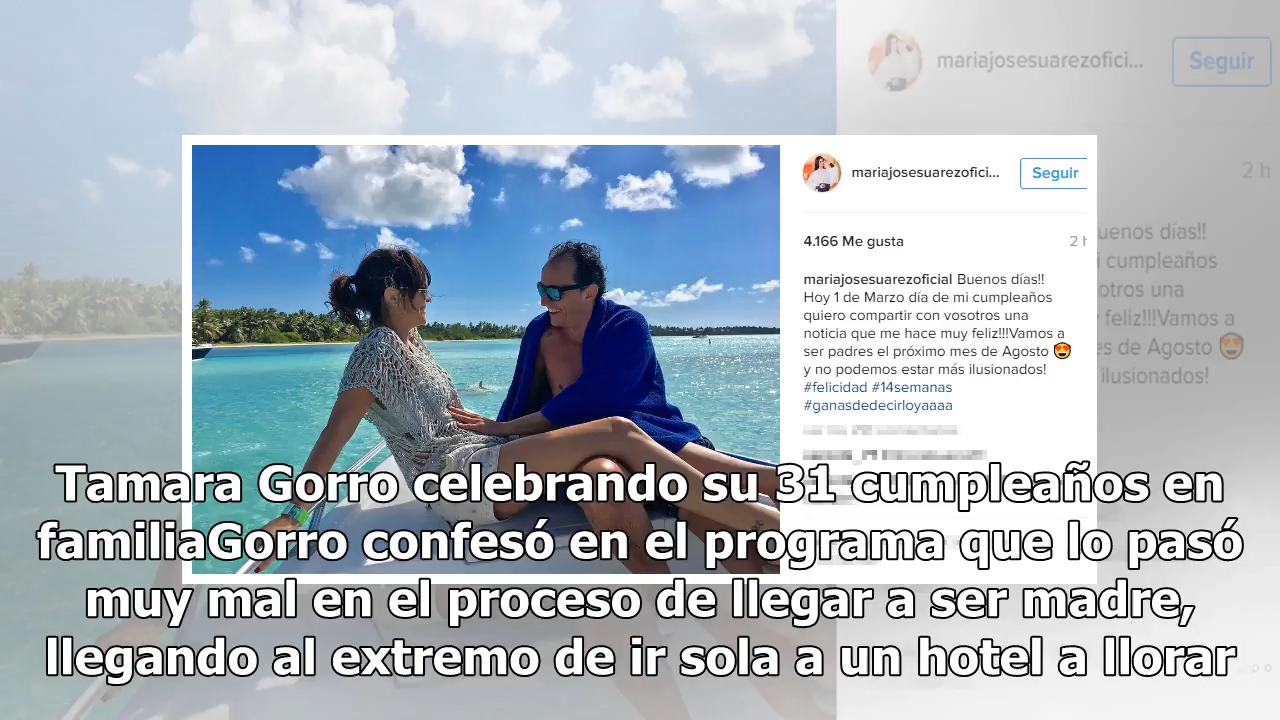 mariajosesuarezofici...
Seguir
2 h
mariajosesuarezofici...
Seguir
4.166 Me gusta
2 h
mariajosesuarezoficial Buenos días!!
Hoy 1 de Marzo día de mi cumpleaños
quiero compartir con vosotros una
noticia que me hace muy feliz!!!Vamos a
ser padres el próximo mes de Agosto 😍
y no podemos estar más ilusionados!
#felicidad #14semanas
#ganasdedecirloyaaaa
uenos días!!
i cumpleaños
otros una
feliz!!!Vamos a
es de Agosto 😍
ilusionados!
Tamara Gorro celebrando su 31 cumpleaños en
familiaGorro confesó en el programa que lo pasó
muy mal en el proceso de llegar a ser madre,
llegando al extremo de ir sola a un hotel a llorar